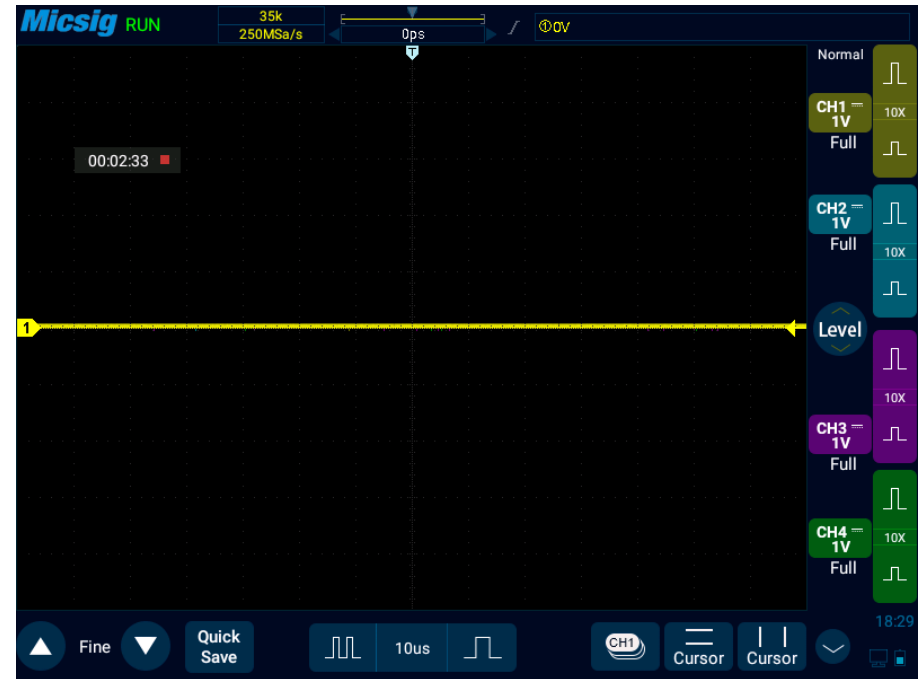 Micsig RUN
35k
250MSa/s
0ps
①0V
T
Normal
CH1
1V
Full
10X
00:02:33
CH2
1V
Full
10X
1
Level
10X
CH3
1V
Full
CH4
1V
Full
10X
18:29
Fine
Quick
Save
10us
CH1
Cursor
Cursor